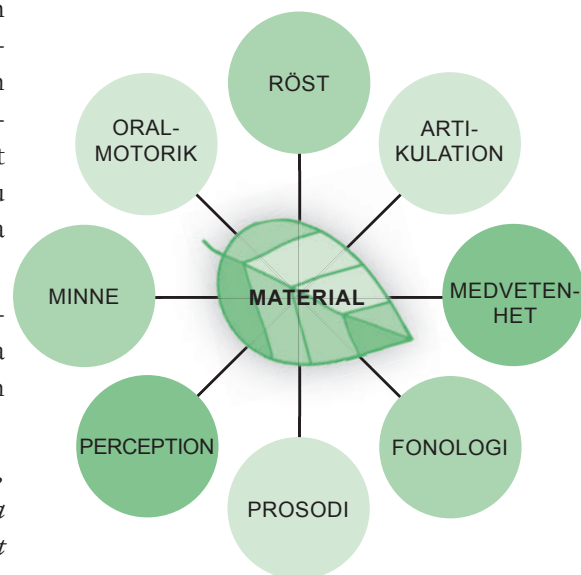 RÖST
ORAL-
MOTORIK
ARTI-
KULATION
MINNE
MATERIAL
MEDVETEN-
HET
PERCEPTION
FONOLOGI
PROSODI